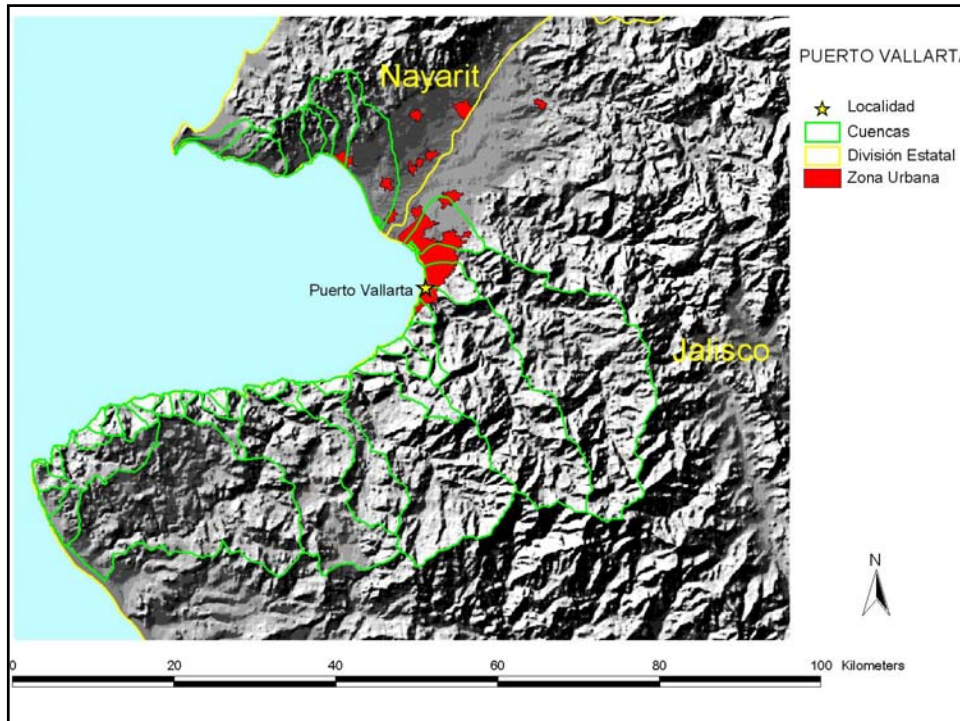 Nayarit
PUERTO VALLARTA
Localidad
Cuencas
División Estatal
Zona Urbana
Puerto Vallarta
Jalisco
N
0 20 40 60 80 100 Kilometers